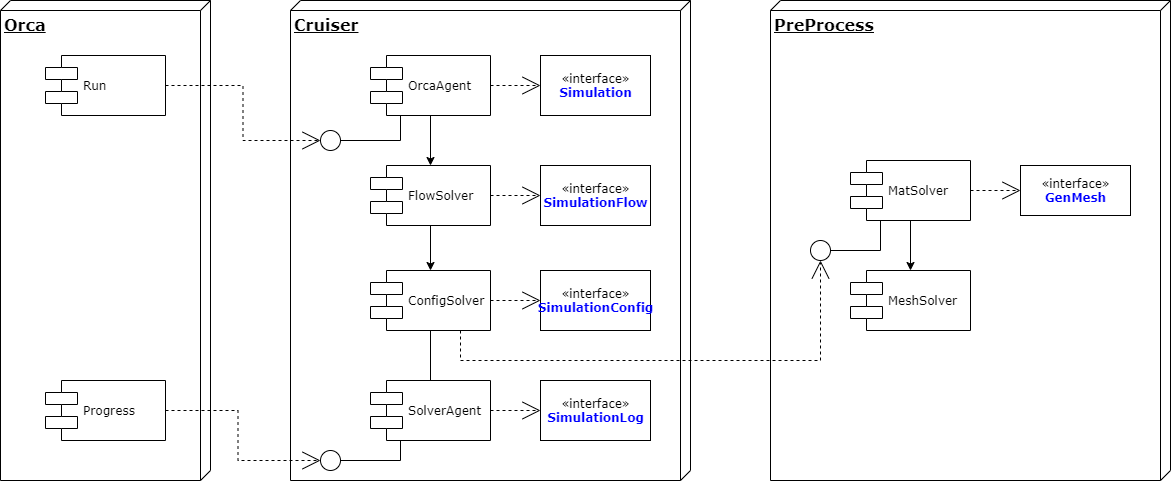 Orca
Cruiser
PreProcess
Run
OrcaAgent
«interface»
Simulation
FlowSolver
«interface»
SimulationFlow
MatSolver
«interface»
GenMesh
ConfigSolver
«interface»
SimulationConfig
MeshSolver
Progress
SolverAgent
«interface»
SimulationLog